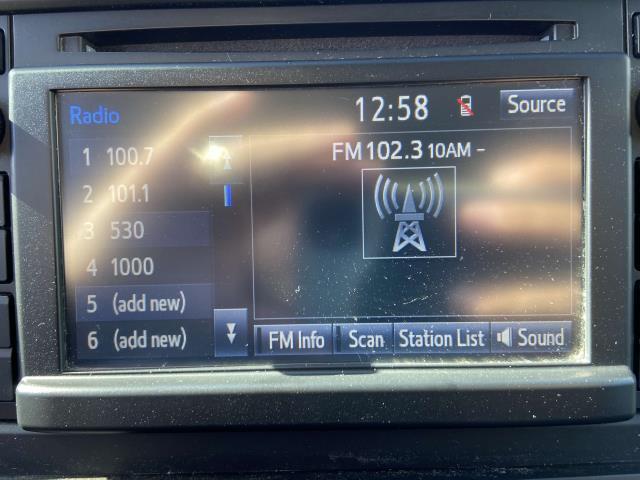 Radio
12:58
Source
1 100.7
2 101.1
3 530
4 1000
5 (add new)
6 (add new)
FM 102.3 10AM -
FM Info
Scan
Station List
Sound